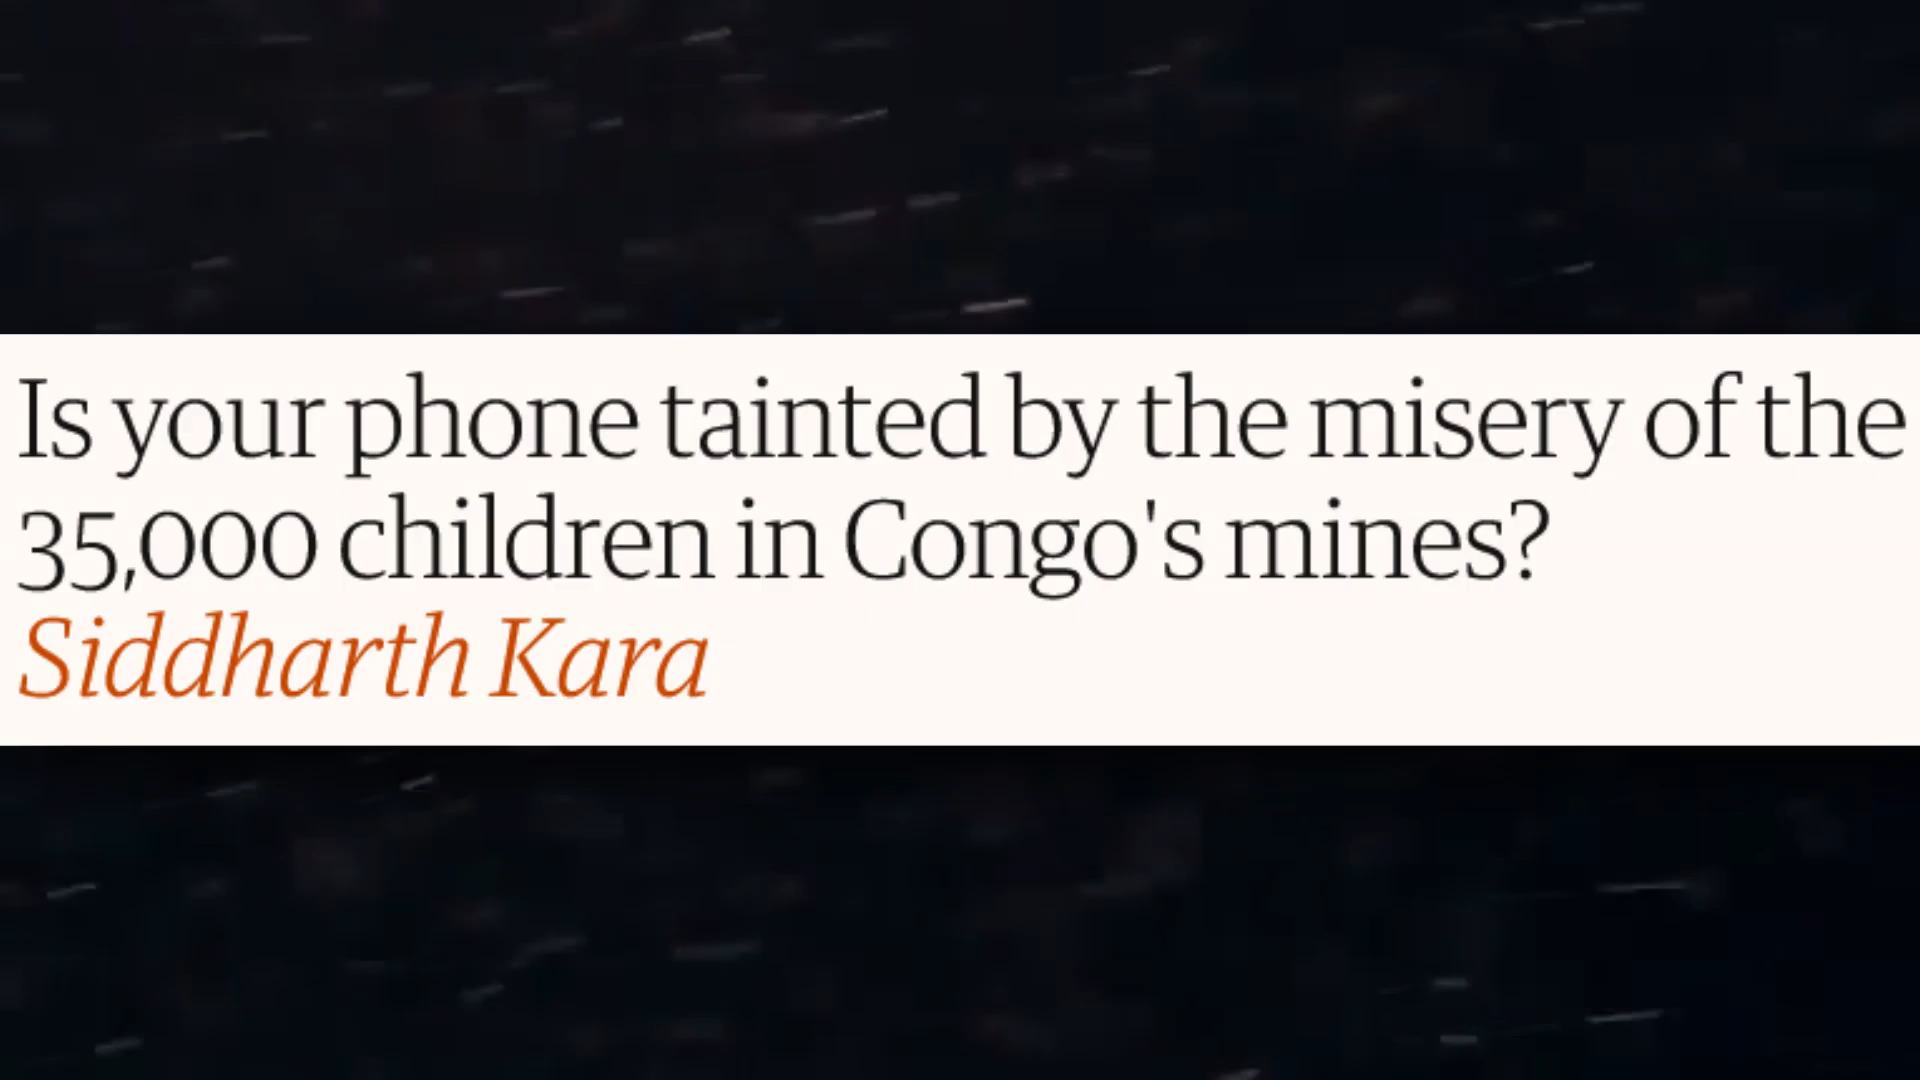 Is your phone tainted by the misery of the
35,000 children in Congo's mines?
Siddharth Kara